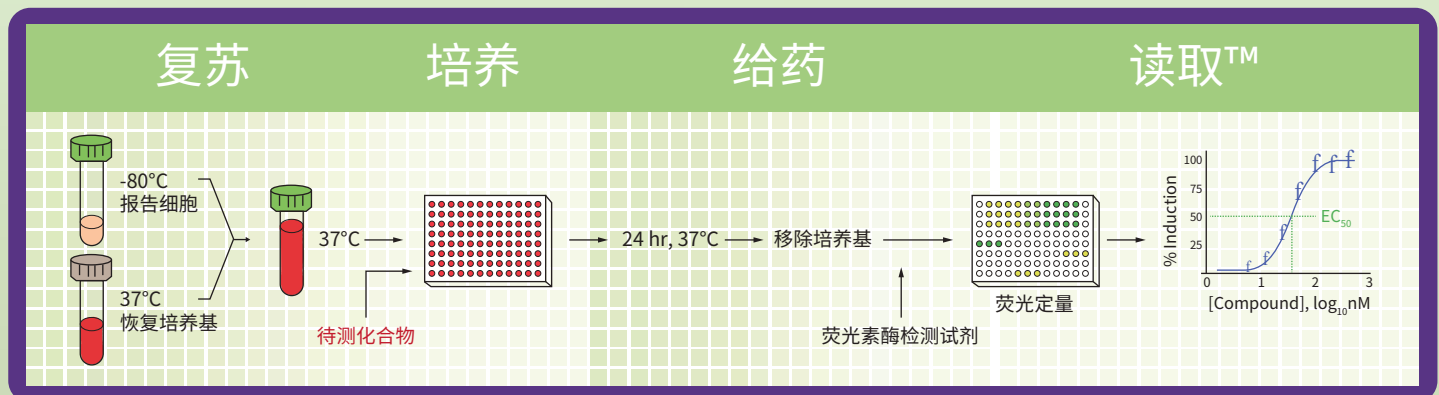 复苏
培养
给药
读取™
-80°C
报告细胞
37°C
恢复培养基
37°C
待测化合物
24 hr, 37°C
移除培养基
荧光素酶检测试剂
荧光定量
% Induction
100
75
50
25
EC50
0
1
2
3
[Compound], log10nM